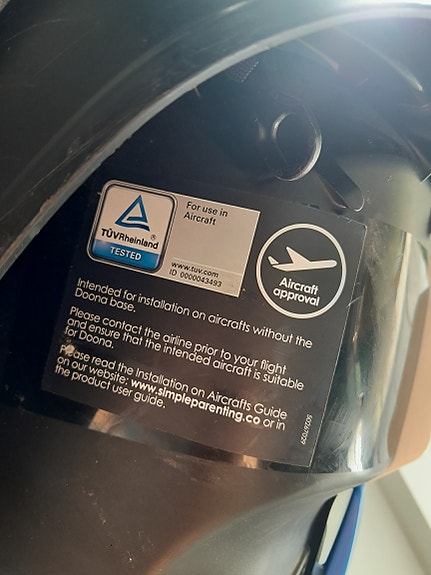 For use in
Aircraft
TÜVRheinland®
TESTED
www.tuv.com
ID 0000043493
Aircraft
approval
Intended for installation on aircrafts without the
Doona base.
Please contact the airline prior to your flight
and ensure that the intended aircraft is suitable
for Doona.
Please read the Installation on Aircrafts Guide
on our website: www.simpleparenting.co or in
the product user guide.
50267029